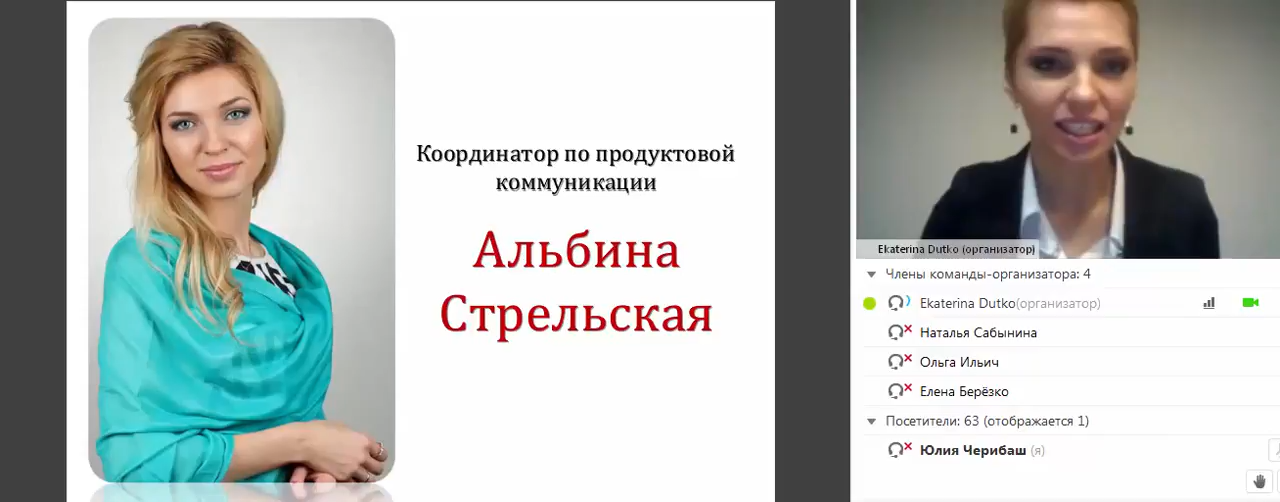 Координатор по продуктовой
коммуникации
Альбина
Стрельская
Ekaterina Dutko (организатор)
Члены команды-организатора: 4
Ekaterina Dutko(организатор)
Наталья Сабынина
Ольга Ильич
Елена Берёзко
Посетители: 63 (отображается 1)
Юлия Черибаш (я)